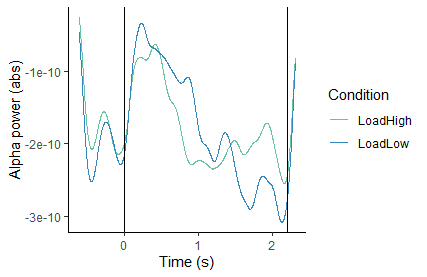 Alpha power (abs)
-1e-10
-2e-10
-3e-10
0
1
2
Time (s)
Condition
LoadHigh
LoadLow